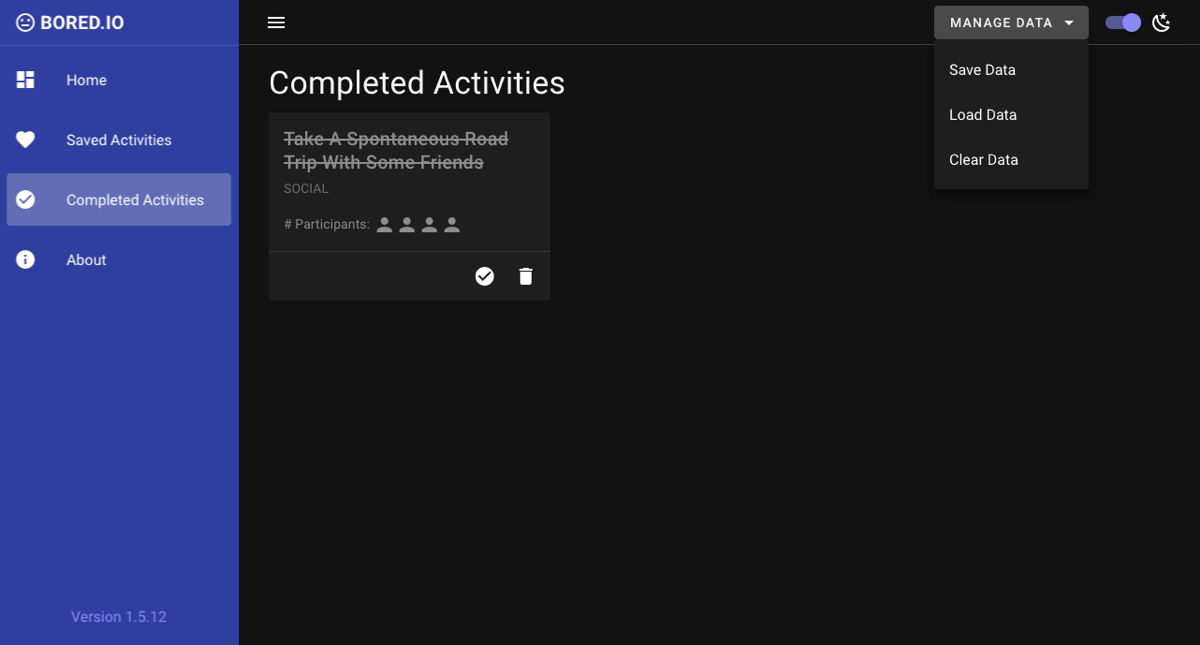 BORED.IO
Home
Saved Activities
Completed Activities
About
Version 1.5.12
MANAGE DATA
Save Data
Load Data
Clear Data
Completed Activities
Take A Spontaneous Road
Trip With Some Friends
SOCIAL
# Participants: